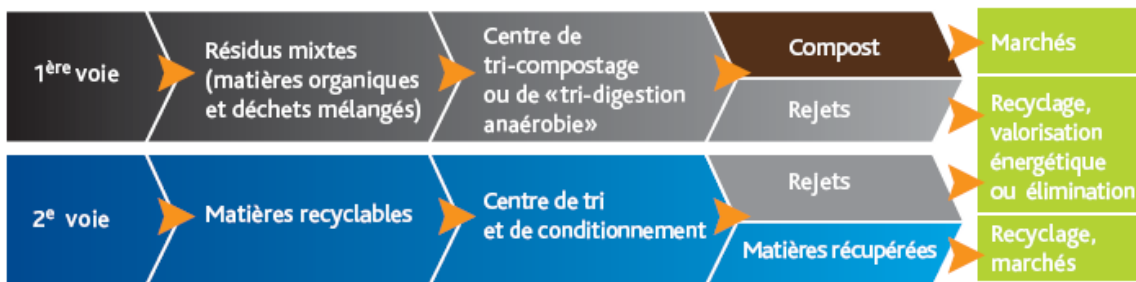 1ère voie
Résidus mixtes
(matières organiques
et déchets mélangés)
Centre de
tri-compostage
ou de «tri-digestion
anaérobie»
Compost
Rejets
Marchés
Recyclage,
valorisation
énergétique
ou élimination
2e voie
Matières recyclables
Centre de tri
et de conditionnement
Rejets
Matières récupérées
Recyclage,
marchés